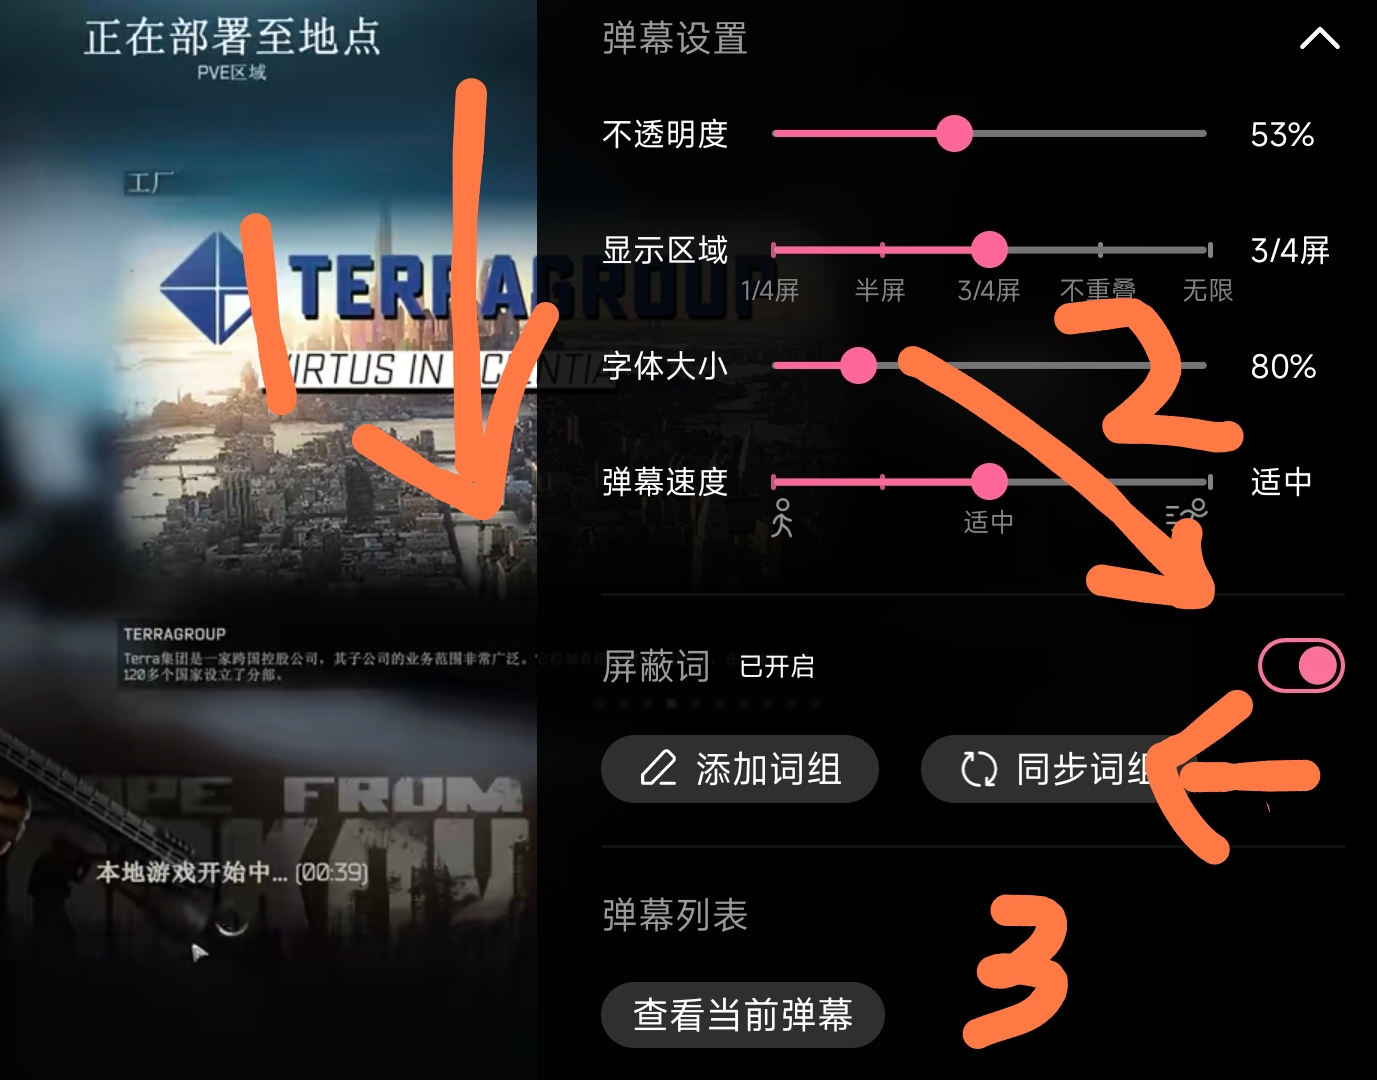 正在部署至地点
PVE区域
工厂
TERRAGROUP
VIRTUS IN SCIENTIA
TERRAGROUP
Terra集团是一家跨国控股公司，其子公司的业务范围非常广泛。
120多个国家设立了分部。
本地游戏开始中... (00:39)
弹幕设置
不透明度 53%
显示区域 3/4屏
1/4屏 半屏 3/4屏 不重叠 无限
字体大小 80%
弹幕速度 适中
适中
屏蔽词 已开启
添加词组 同步词组
弹幕列表
查看当前弹幕
1
2
3